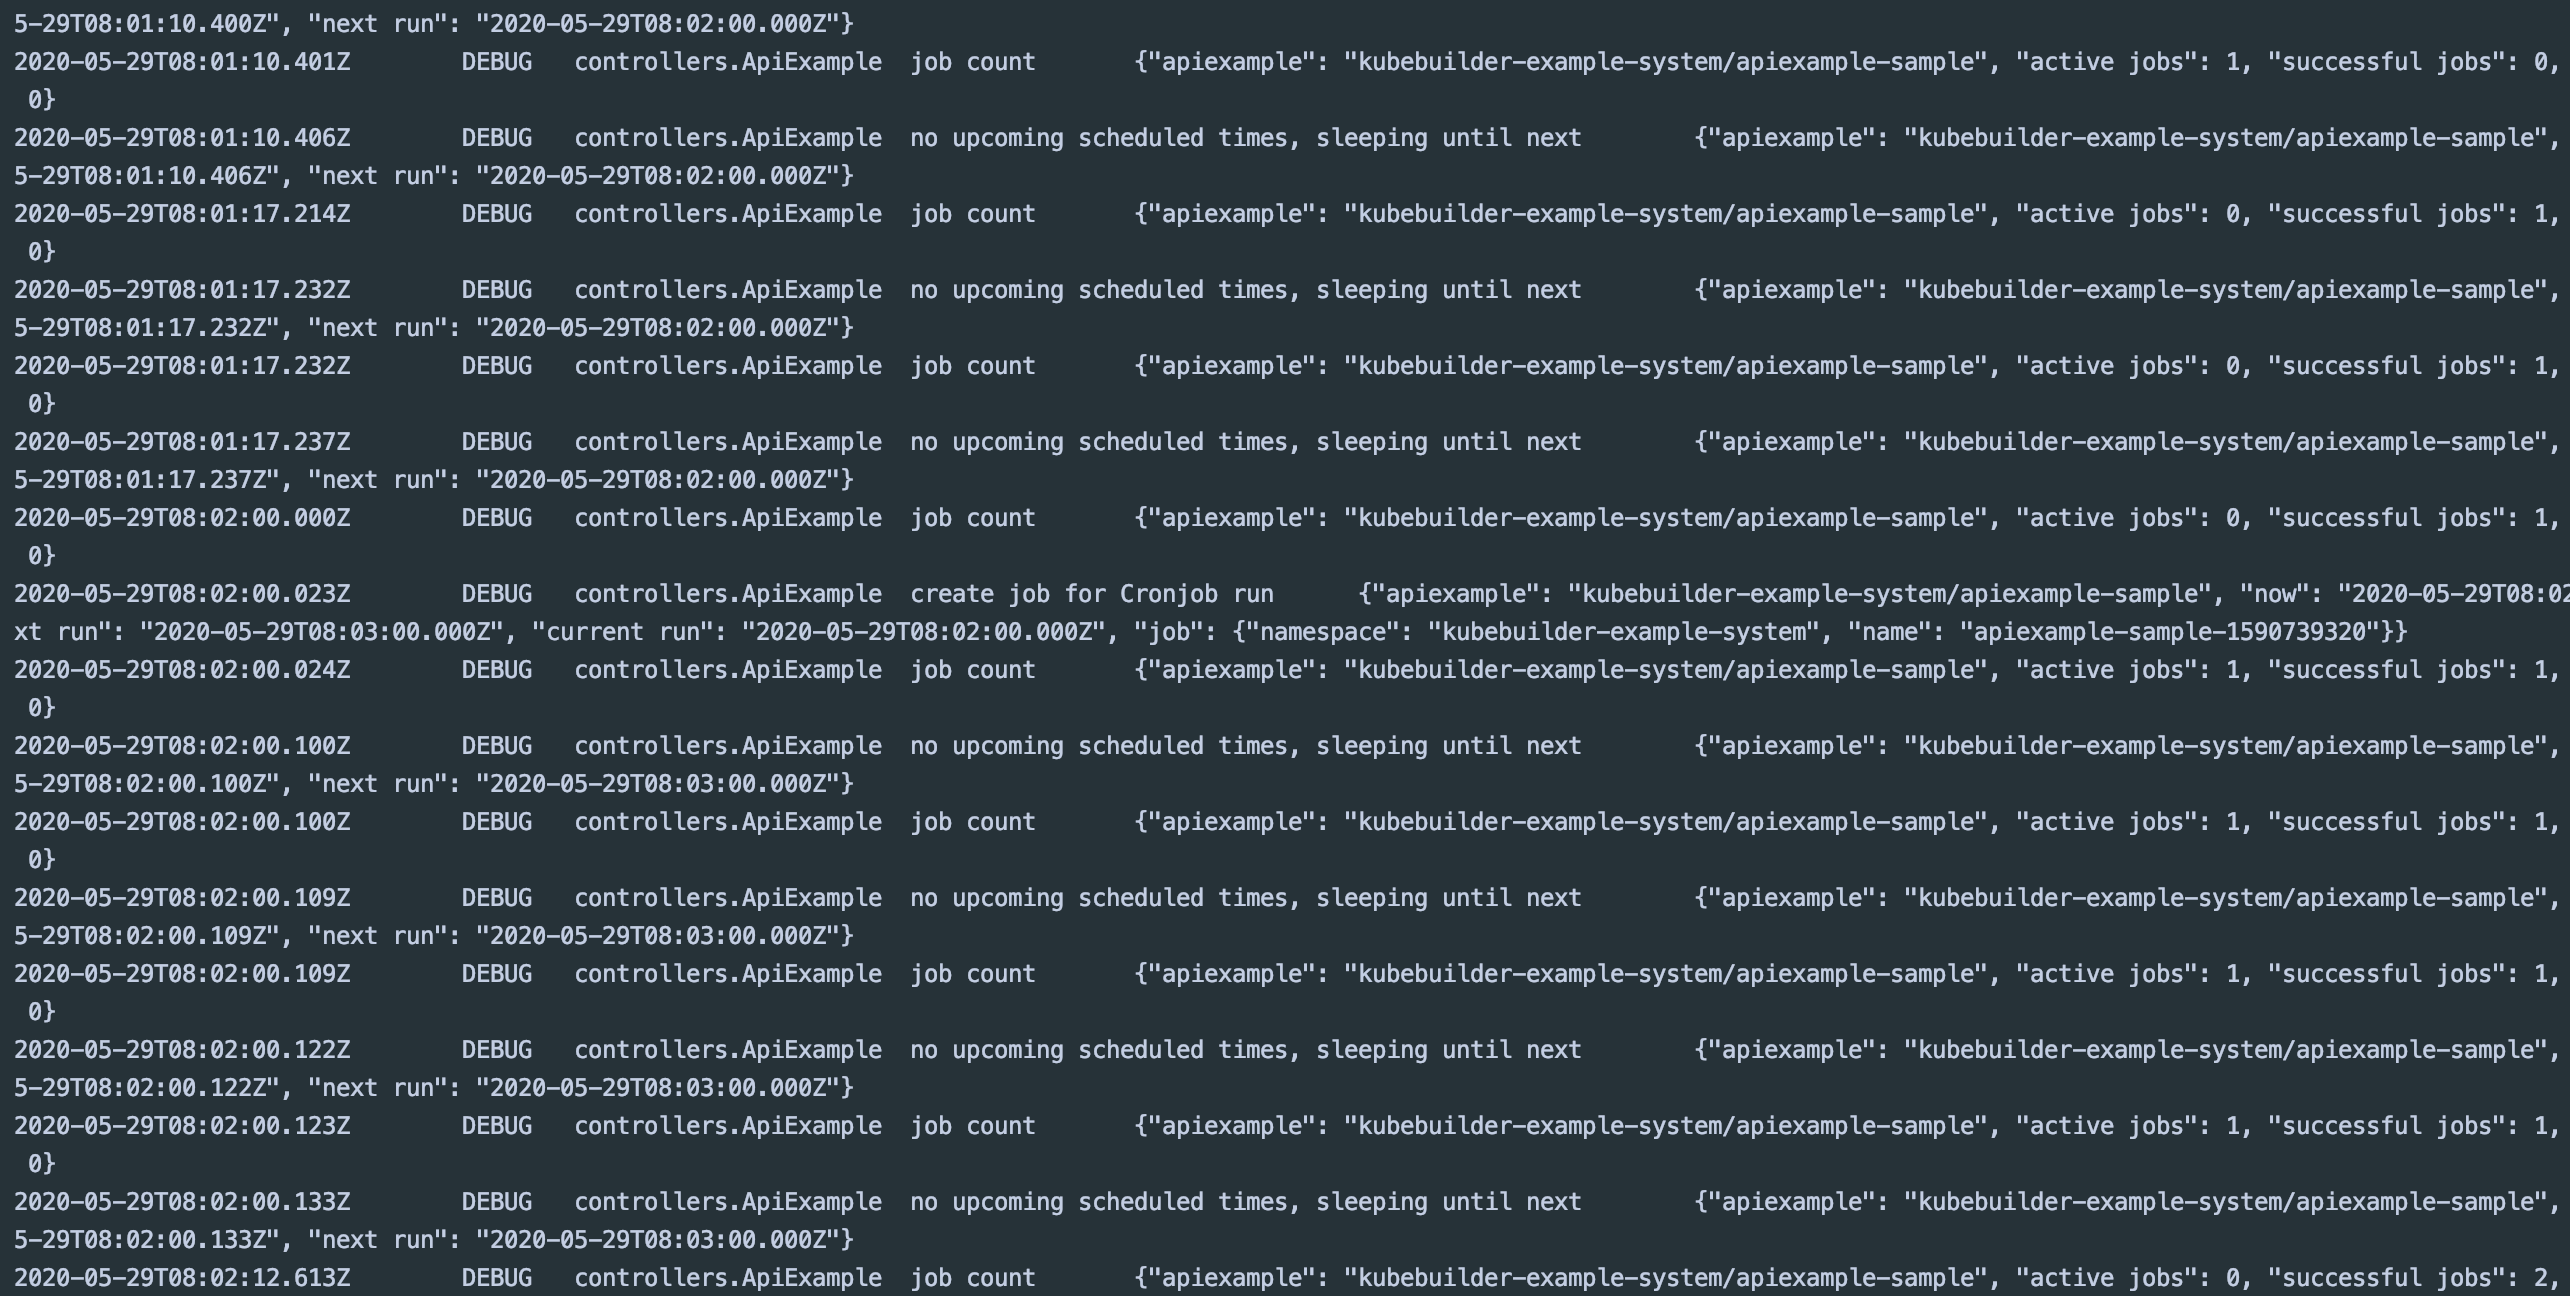 5-29T08:01:10.400Z", "next run": "2020-05-29T08:02:00.000Z"}
2020-05-29T08:01:10.401Z        DEBUG   controllers.ApiExample  job count       {"apiexample": "kubebuilder-example-system/apiexample-sample", "active jobs": 1, "successful jobs": 0,
 0}
2020-05-29T08:01:10.406Z        DEBUG   controllers.ApiExample  no upcoming scheduled times, sleeping until next        {"apiexample": "kubebuilder-example-system/apiexample-sample",
5-29T08:01:10.406Z", "next run": "2020-05-29T08:02:00.000Z"}
2020-05-29T08:01:17.214Z        DEBUG   controllers.ApiExample  job count       {"apiexample": "kubebuilder-example-system/apiexample-sample", "active jobs": 0, "successful jobs": 1,
 0}
2020-05-29T08:01:17.232Z        DEBUG   controllers.ApiExample  no upcoming scheduled times, sleeping until next        {"apiexample": "kubebuilder-example-system/apiexample-sample",
5-29T08:01:17.232Z", "next run": "2020-05-29T08:02:00.000Z"}
2020-05-29T08:01:17.232Z        DEBUG   controllers.ApiExample  job count       {"apiexample": "kubebuilder-example-system/apiexample-sample", "active jobs": 0, "successful jobs": 1,
 0}
2020-05-29T08:01:17.237Z        DEBUG   controllers.ApiExample  no upcoming scheduled times, sleeping until next        {"apiexample": "kubebuilder-example-system/apiexample-sample",
5-29T08:01:17.237Z", "next run": "2020-05-29T08:02:00.000Z"}
2020-05-29T08:02:00.000Z        DEBUG   controllers.ApiExample  job count       {"apiexample": "kubebuilder-example-system/apiexample-sample", "active jobs": 0, "successful jobs": 1,
 0}
2020-05-29T08:02:00.023Z        DEBUG   controllers.ApiExample  create job for Cronjob run      {"apiexample": "kubebuilder-example-system/apiexample-sample", "now": "2020-05-29T08:02
xt run": "2020-05-29T08:03:00.000Z", "current run": "2020-05-29T08:02:00.000Z", "job": {"namespace": "kubebuilder-example-system", "name": "apiexample-sample-1590739320"}}
2020-05-29T08:02:00.024Z        DEBUG   controllers.ApiExample  job count       {"apiexample": "kubebuilder-example-system/apiexample-sample", "active jobs": 1, "successful jobs": 1,
 0}
2020-05-29T08:02:00.100Z        DEBUG   controllers.ApiExample  no upcoming scheduled times, sleeping until next        {"apiexample": "kubebuilder-example-system/apiexample-sample",
5-29T08:02:00.100Z", "next run": "2020-05-29T08:03:00.000Z"}
2020-05-29T08:02:00.100Z        DEBUG   controllers.ApiExample  job count       {"apiexample": "kubebuilder-example-system/apiexample-sample", "active jobs": 1, "successful jobs": 1,
 0}
2020-05-29T08:02:00.109Z        DEBUG   controllers.ApiExample  no upcoming scheduled times, sleeping until next        {"apiexample": "kubebuilder-example-system/apiexample-sample",
5-29T08:02:00.109Z", "next run": "2020-05-29T08:03:00.000Z"}
2020-05-29T08:02:00.109Z        DEBUG   controllers.ApiExample  job count       {"apiexample": "kubebuilder-example-system/apiexample-sample", "active jobs": 1, "successful jobs": 1,
 0}
2020-05-29T08:02:00.122Z        DEBUG   controllers.ApiExample  no upcoming scheduled times, sleeping until next        {"apiexample": "kubebuilder-example-system/apiexample-sample",
5-29T08:02:00.122Z", "next run": "2020-05-29T08:03:00.000Z"}
2020-05-29T08:02:00.123Z        DEBUG   controllers.ApiExample  job count       {"apiexample": "kubebuilder-example-system/apiexample-sample", "active jobs": 1, "successful jobs": 1,
 0}
2020-05-29T08:02:00.133Z        DEBUG   controllers.ApiExample  no upcoming scheduled times, sleeping until next        {"apiexample": "kubebuilder-example-system/apiexample-sample",
5-29T08:02:00.133Z", "next run": "2020-05-29T08:03:00.000Z"}
2020-05-29T08:02:12.613Z        DEBUG   controllers.ApiExample  job count       {"apiexample": "kubebuilder-example-system/apiexample-sample", "active jobs": 0, "successful jobs": 2,